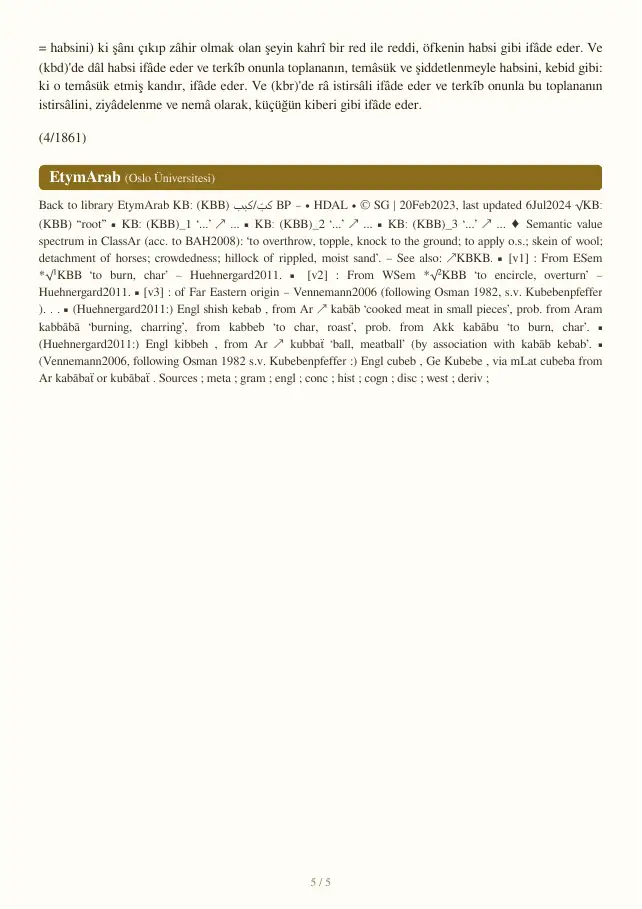 = habsini) ki şânı çıkıp zâhir olmak olan şeyin kahrî bir red ile reddi, öfkenin habsi gibi ifâde eder. Ve
(kbd)'de dâl habsi ifâde eder ve terkîb onunla toplananın, temâsük ve şiddetlenmeyle habsini, kebid gibi:
ki o temâsük etmiş kandır, ifâde eder. Ve (kbr)'de râ istirsâli ifâde eder ve terkîb onunla bu toplananın
istirsâlini, ziyâdelenme ve nemâ olarak, küçüğün kiberi gibi ifâde eder.
(4/1861)
EtymArab (Oslo Üniversitesi)
Back to library EtymArab KB: (KBB) كبّ/كبب BP – • HDAL • © SG | 20Feb2023, last updated 6Jul2024 √KB:
(KBB) “root” ▪ KB: (KBB)_1 ‘...’ ↗ ... ▪ KB: (KBB)_2 ‘...’ ↗ ... ▪ KB: (KBB)_3 ‘...’ ↗ ... ♦ Semantic value
spectrum in ClassAr (acc. to BAH2008): ‘to overthrow, topple, knock to the ground; to apply o.s.; skein of wool;
detachment of horses; crowdedness; hillock of rippled, moist sand’. – See also: ↗KBKB. ▪ [v1] : From ESem
*√¹KBB ‘to burn, char’ – Huehnergard2011. ▪ [v2] : From WSem *√²KBB ‘to encircle, overturn’ –
Huehnergard2011. ▪ [v3] : of Far Eastern origin – Vennemann2006 (following Osman 1982, s.v. Kubebenpfeffer
). . . ▪ (Huehnergard2011:) Engl shish kebab , from Ar ↗ kabāb ‘cooked meat in small pieces’, prob. from Aram
kabbābā ‘burning, charring’, from kabbeb ‘to char, roast’, prob. from Akk kabābu ‘to burn, char’. ▪
(Huehnergard2011:) Engl kibbeh , from Ar ↗ kubbaẗ ‘ball, meatball’ (by association with kabāb kebab’. ▪
(Vennemann2006, following Osman 1982 s.v. Kubebenpfeffer :) Engl cubeb , Ge Kubebe , via mLat cubeba from
Ar kabābaẗ or kubābaẗ . Sources ; meta ; gram ; engl ; conc ; hist ; cogn ; disc ; west ; deriv ;
5 / 5